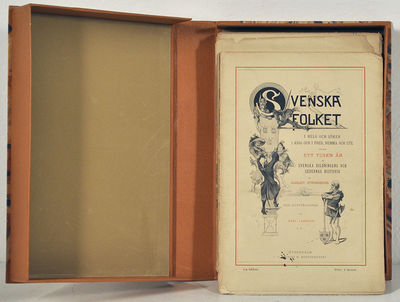 SVENSKA
FOLKET
I HELG OCH SÖKEN
I KRIG OCH I FRED, HEMMA OCH UTE
ETT TUSEN ÅR
SVENSKA BILDNINGENS OCH
SEDERNAS HISTORIA
AUGUST STRINDBERG
CARL LARSSON
STOCKHOLM